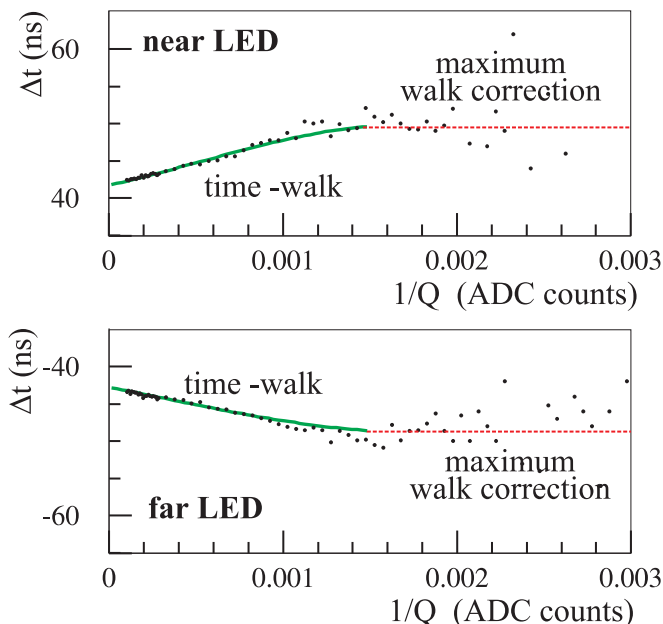 Δt (ns)
60
40
near LED
maximum
walk correction
time -walk
0
0.001
0.002
0.003
1/Q (ADC counts)
Δt (ns)
-40
-60
time -walk
maximum
walk correction
far LED
0
0.001
0.002
0.003
1/Q (ADC counts)